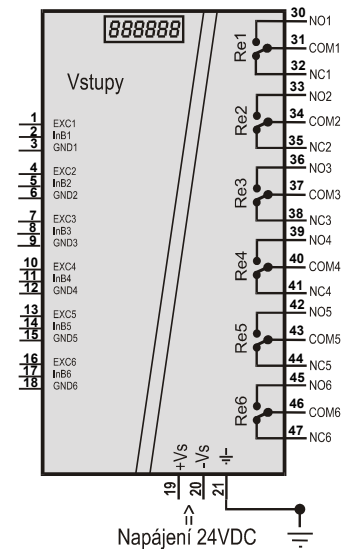 888888
Vstupy
1 EXC1
2 InB1
3 GND1
4 EXC2
5 InB2
6 GND2
7 EXC3
8 InB3
9 GND3
10 EXC4
11 InB4
12 GND4
13 EXC5
14 InB5
15 GND5
16 EXC6
17 InB6
18 GND6
Re1
30 NO1
31 COM1
32 NC1
Re2
33 NO2
34 COM2
35 NC2
Re3
36 NO3
37 COM3
38 NC3
Re4
39 NO4
40 COM4
41 NC4
Re5
42 NO5
43 COM5
44 NC5
Re6
45 NO6
46 COM6
47 NC6
+Vs -Vs
19 20 21
Napájení 24VDC